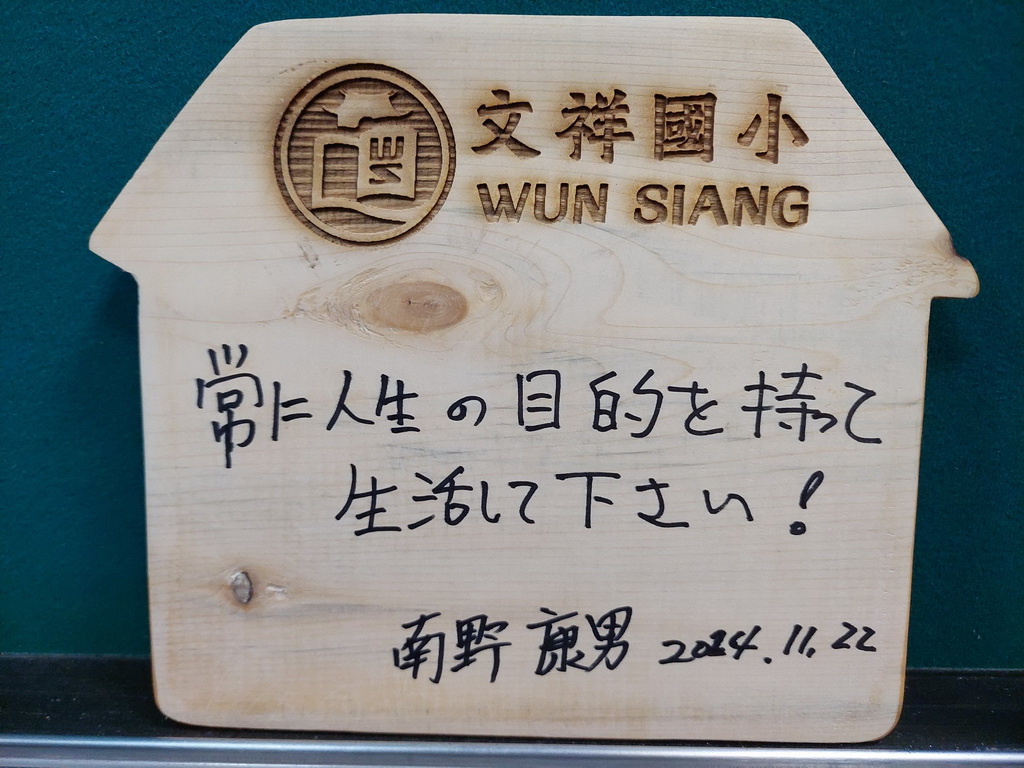 文祥國小
WUN SIANG
常に人生の目的を持って
生活して下さい!
南野 康男 2024.11.22